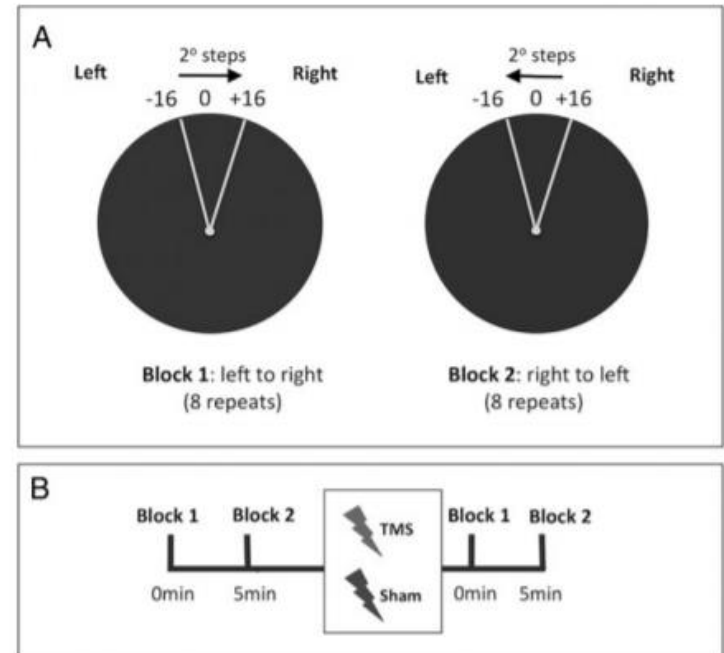 A
2º steps
2º steps
Left
Right
Left
Right
-16 0 +16
-16 0 +16
Block 1: left to right
(8 repeats)
Block 2: right to left
(8 repeats)
B
Block 1 Block 2
TMS
Block 1 Block 2
0min 5min
Sham
0min 5min